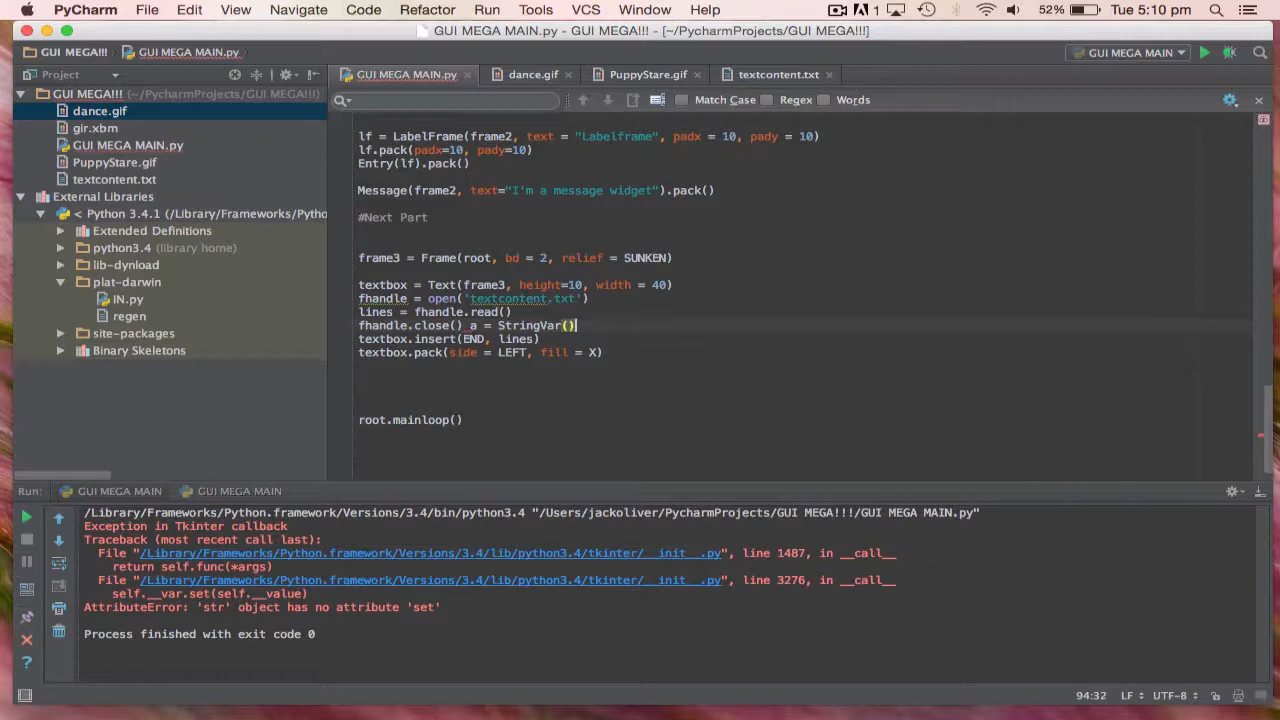 PyCharm File Edit View Navigate Code Refactor Run Tools VCS Window Help 1 52% Tue 5:10 pm
GUI MEGA MAIN.py - GUI MEGA!!! - [~/PycharmProjects/GUI MEGA!!!]
GUI MEGA!!! GUI MEGA MAIN.py GUI MEGA MAIN
Project GUI MEGA MAIN.py dance.gif PuppyStare.gif textcontent.txt
GUI MEGA!!! (~/PycharmProjects/GUI MEGA!!!)
Match Case Regex Words
dance.gif
gir.xbm
GUI MEGA MAIN.py
PuppyStare.gif
textcontent.txt
External Libraries
< Python 3.4.1 (/Library/Frameworks/Pytho
Extended Definitions
python3.4 (library home)
lib-dynload
plat-darwin
IN.py
regen
site-packages
Binary Skeletons
lf = LabelFrame(frame2, text = "Labelframe", padx = 10, pady = 10)
lf.pack(padx=10, pady=10)
Entry(lf).pack()
Message(frame2, text="I'm a message widget").pack()
#Next Part
frame3 = Frame(root, bd = 2, relief = SUNKEN)
textbox = Text(frame3, height=10, width = 40)
fhandle = open('textcontent.txt')
lines = fhandle.read()
fhandle.close() a = StringVar()
textbox.insert(END, lines)
textbox.pack(side = LEFT, fill = X)
root.mainloop()
Run: GUI MEGA MAIN GUI MEGA MAIN
/Library/Frameworks/Python.framework/Versions/3.4/bin/python3.4 "/Users/jackoliver/PycharmProjects/GUI MEGA!!!/GUI MEGA MAIN.py"
Exception in Tkinter callback
Traceback (most recent call last):
File "/Library/Frameworks/Python.framework/Versions/3.4/lib/python3.4/tkinter/__init__.py", line 1487, in __call__
return self.func(*args)
File "/Library/Frameworks/Python.framework/Versions/3.4/lib/python3.4/tkinter/__init__.py", line 3276, in __call__
self.__var.set(self.__value)
AttributeError: 'str' object has no attribute 'set'
Process finished with exit code 0
94:32 LF UTF-8